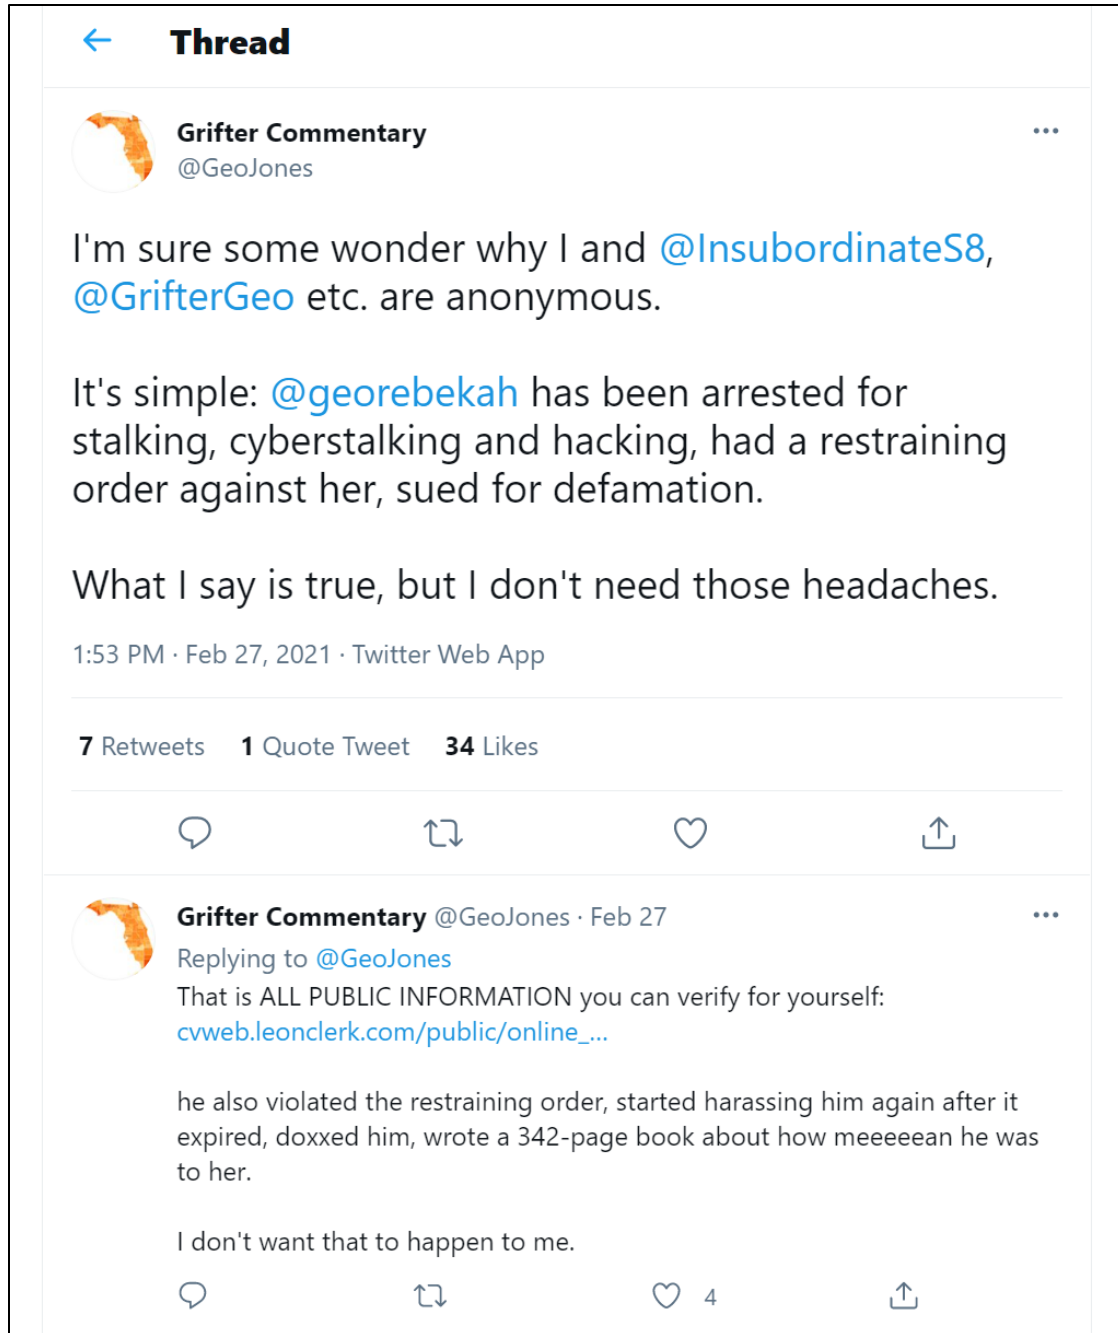 Thread
Grifter Commentary
@GeoJones
I'm sure some wonder why I and @InsubordinateS8,
@GrifterGeo etc. are anonymous.
It's simple: @georebekah has been arrested for
stalking, cyberstalking and hacking, had a restraining
order against her, sued for defamation.
What I say is true, but I don't need those headaches.
1:53 PM · Feb 27, 2021 · Twitter Web App
7 Retweets 1 Quote Tweet 34 Likes
Grifter Commentary @GeoJones · Feb 27
Replying to @GeoJones
That is ALL PUBLIC INFORMATION you can verify for yourself:
cvweb.leonclerk.com/public/online_...
he also violated the restraining order, started harassing him again after it
expired, doxxed him, wrote a 342-page book about how meeeeean he was
to her.
I don't want that to happen to me.
4